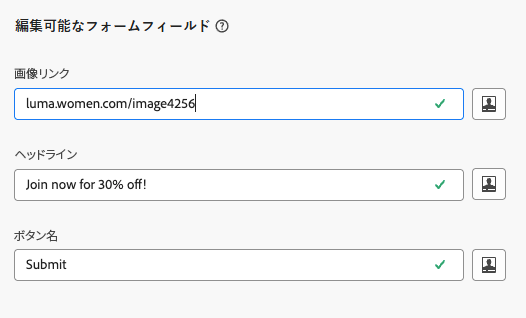 編集可能なフォームフィールド
画像リンク
luma.women.com/image4256
ヘッドライン
Join now for 30% off!
ボタン名
Submit